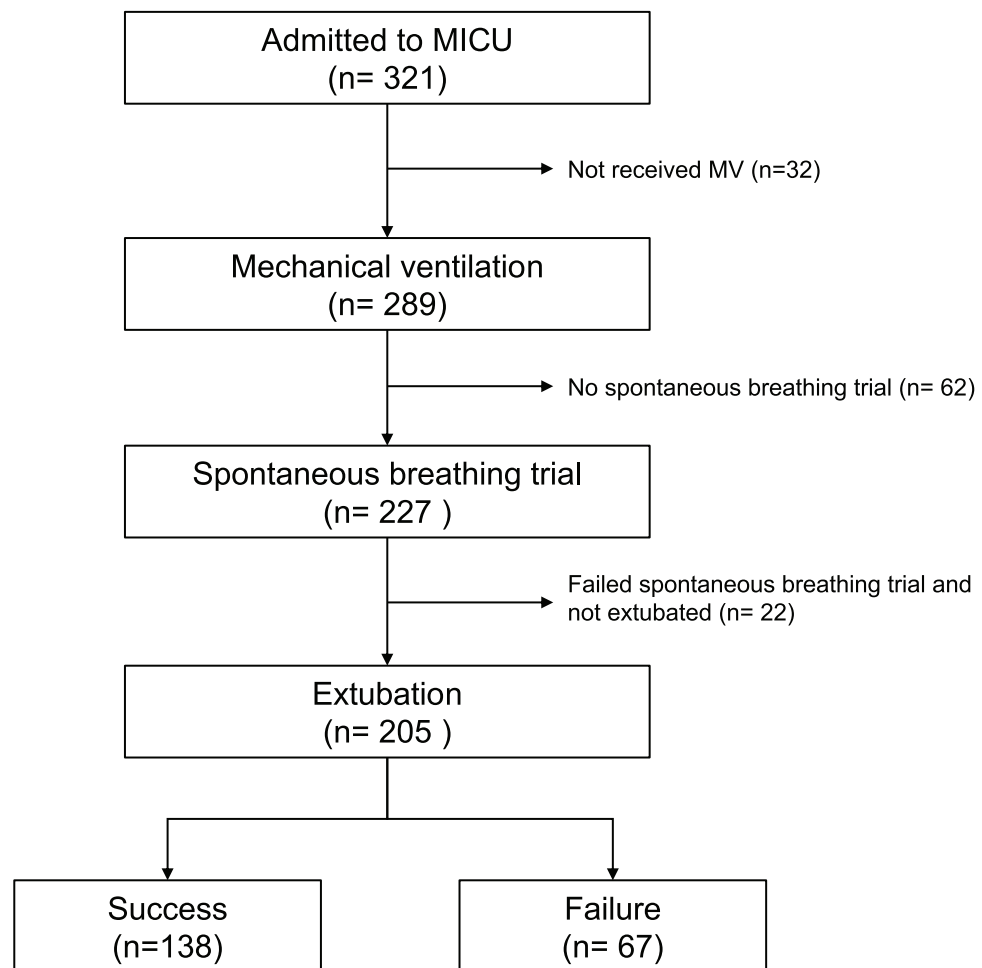 Admitted to MICU
(n= 321)
Not received MV (n=32)
Mechanical ventilation
(n= 289)
No spontaneous breathing trial (n= 62)
Spontaneous breathing trial
(n= 227 )
Failed spontaneous breathing trial and
not extubated (n= 22)
Extubation
(n= 205 )
Success
(n=138)
Failure
(n= 67)